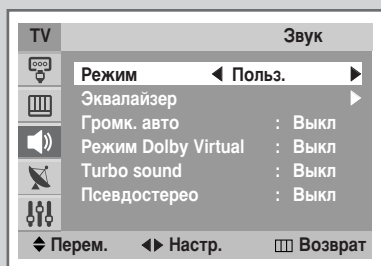 TV Звук
Режим ◀ Польз. ▶
Эквалайзер ▶
Громк. авто : Выкл
Режим Dolby Virtual : Выкл
Turbo sound : Выкл
Псевдостерео : Выкл
Перем. Настр. Возврат